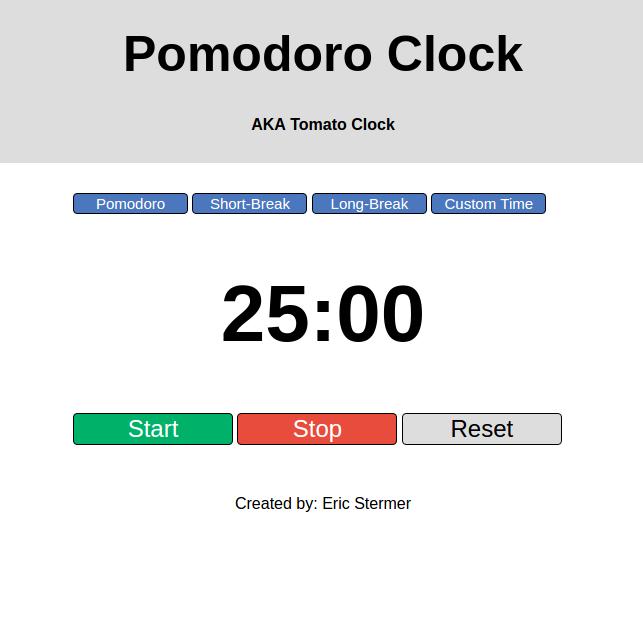 Pomodoro Clock
AKA Tomato Clock
Pomodoro Short-Break Long-Break Custom Time
25:00
Start Stop Reset
Created by: Eric Stermer